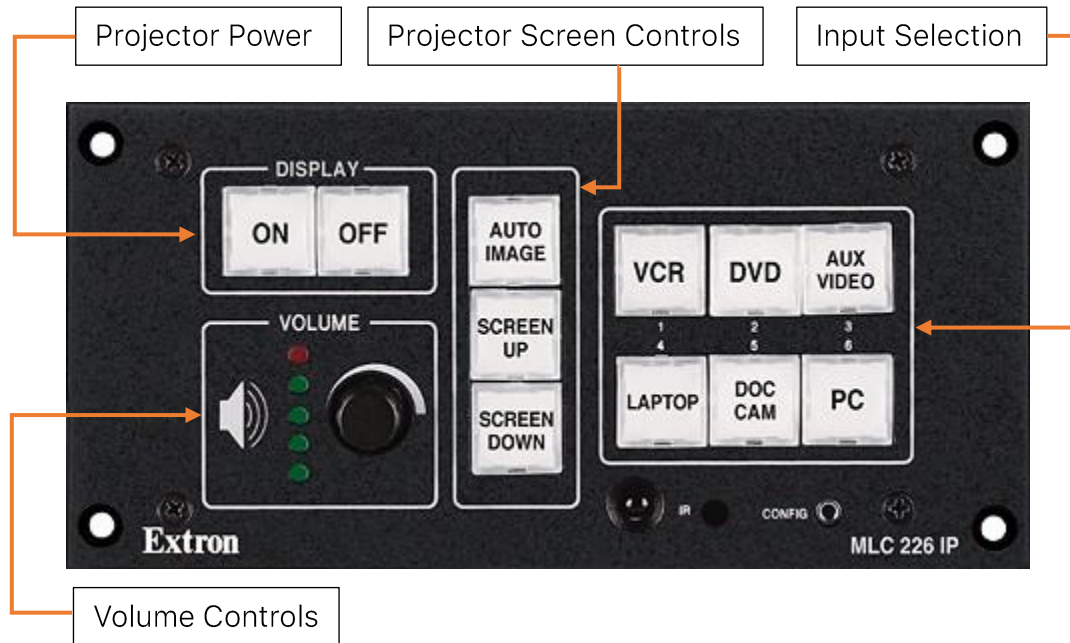 Projector Power
Projector Screen Controls
Input Selection
DISPLAY
ON
OFF
AUTO
IMAGE
SCREEN
UP
SCREEN
DOWN
VOLUME
VCR
DVD
AUX
VIDEO
1
2
3
4
5
6
LAPTOP
DOC
CAM
PC
IR
CONFIG
Extron
MLC 226 IP
Volume Controls